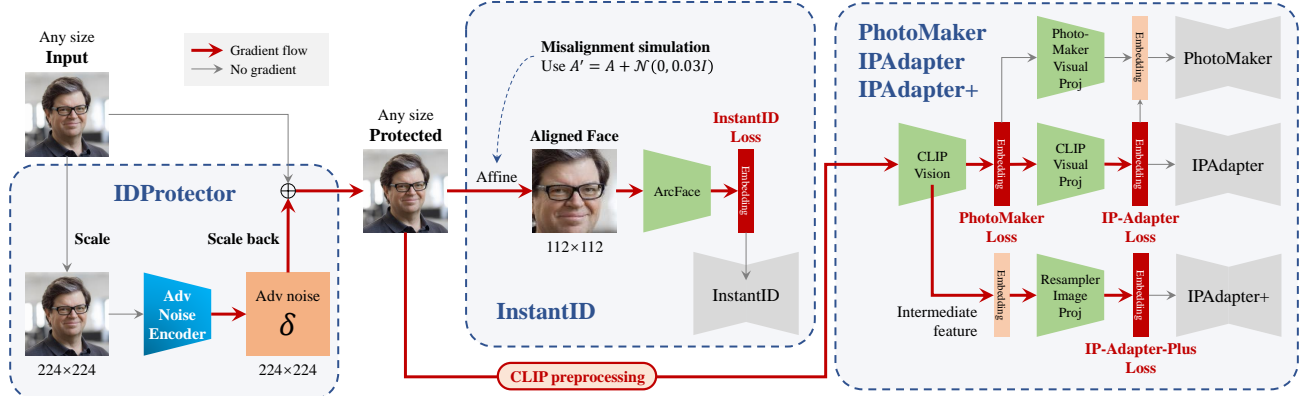 Any size
Input
Gradient flow
No gradient
IDProtector
Scale
Scale back
Adv
Noise
Encoder
Adv noise
δ
224×224
224×224
Any size
Protected
Misalignment simulation
Use A′ = A + 𝒩(0, 0.03I)
Affine
Aligned Face
112×112
ArcFace
InstantID
Loss
Embedding
InstantID
InstantID
CLIP preprocessing
PhotoMaker
IPAdapter
IPAdapter+
Photo-
Maker
Visual
Proj
Embedding
PhotoMaker
CLIP
Vision
Embedding
CLIP
Visual
Proj
Embedding
IPAdapter
PhotoMaker
Loss
IP-Adapter
Loss
Intermediate
feature
Embedding
Resampler
Image
Proj
Embedding
IPAdapter+
IP-Adapter-Plus
Loss